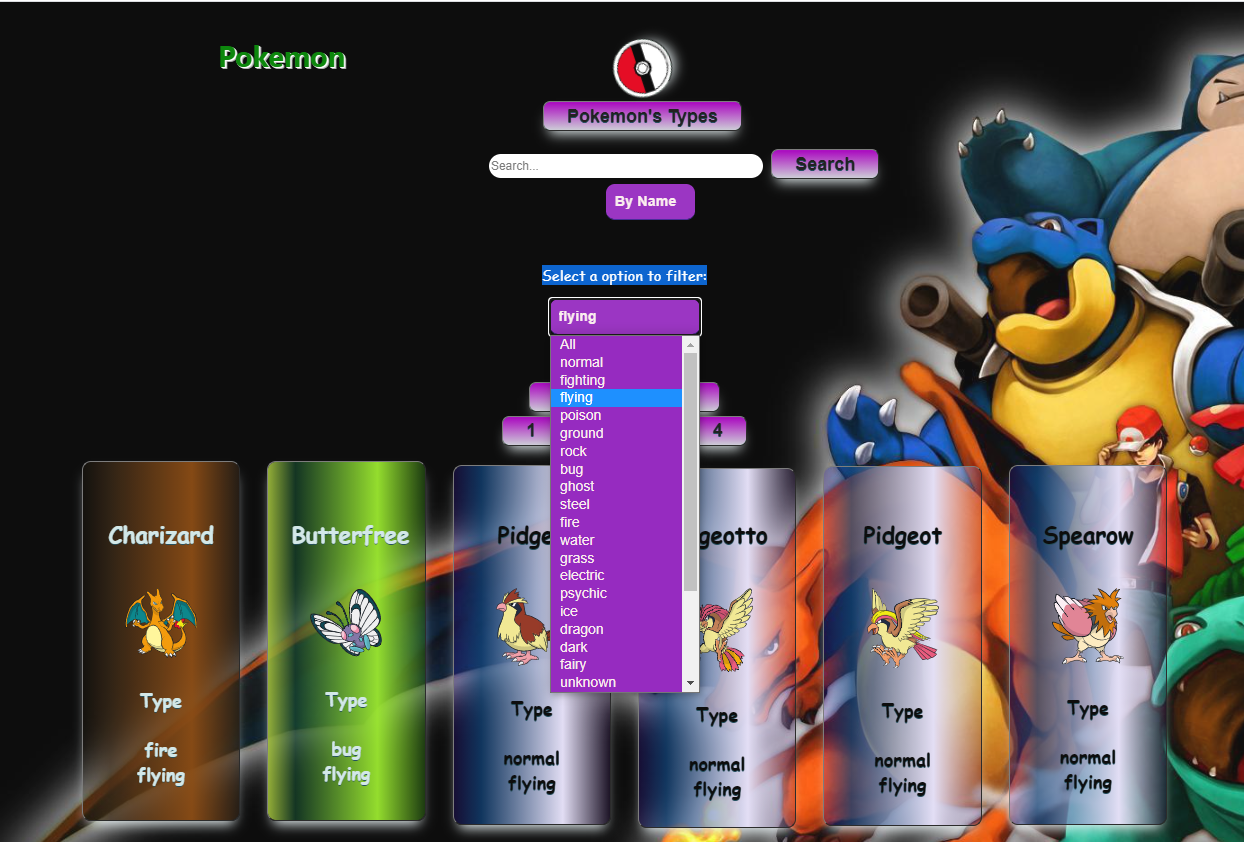 Pokemon
Pokemon's Types
Search...
Search
By Name
Select a option to filter:
flying
All
normal
fighting
flying
poison
ground
rock
bug
ghost
steel
fire
water
grass
electric
psychic
ice
dragon
dark
fairy
unknown
1 4
Charizard
Butterfree
Pidge
geotto
Pidgeot
Spearow
Type
fire
flying
Type
bug
flying
Type
normal
flying
Type
normal
flying
Type
normal
flying
Type
normal
flying